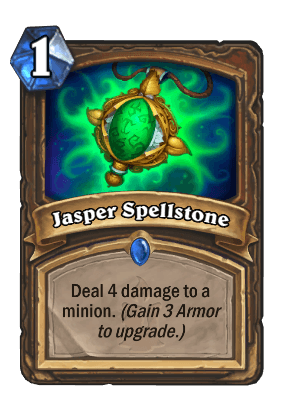 1
Jasper Spellstone
Deal 4 damage to a
minion. (Gain 3 Armor
to upgrade.)